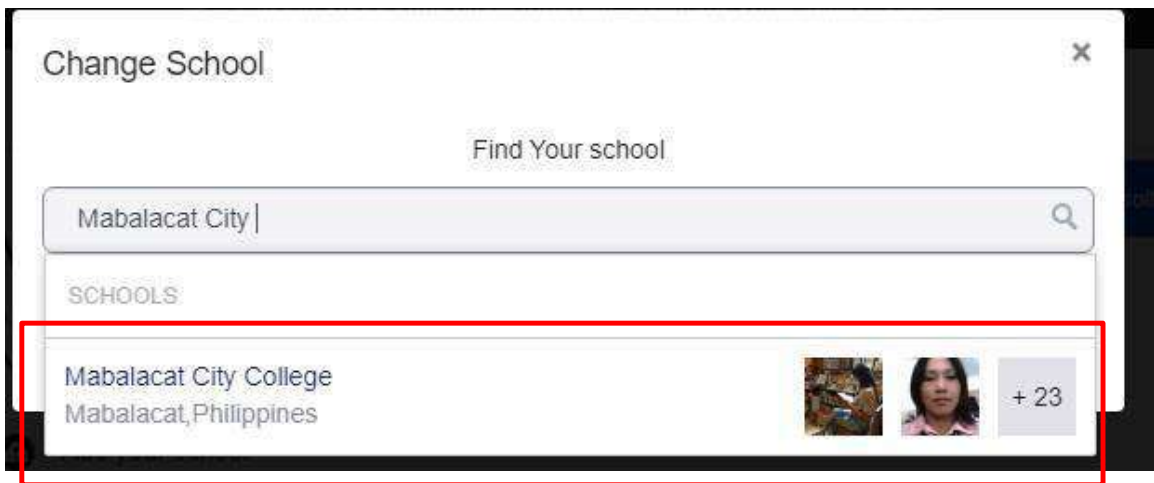 Change School
×
Find Your school
Mabalacat City
SCHOOLS
Mabalacat City College
Mabalacat,Philippines
+ 23